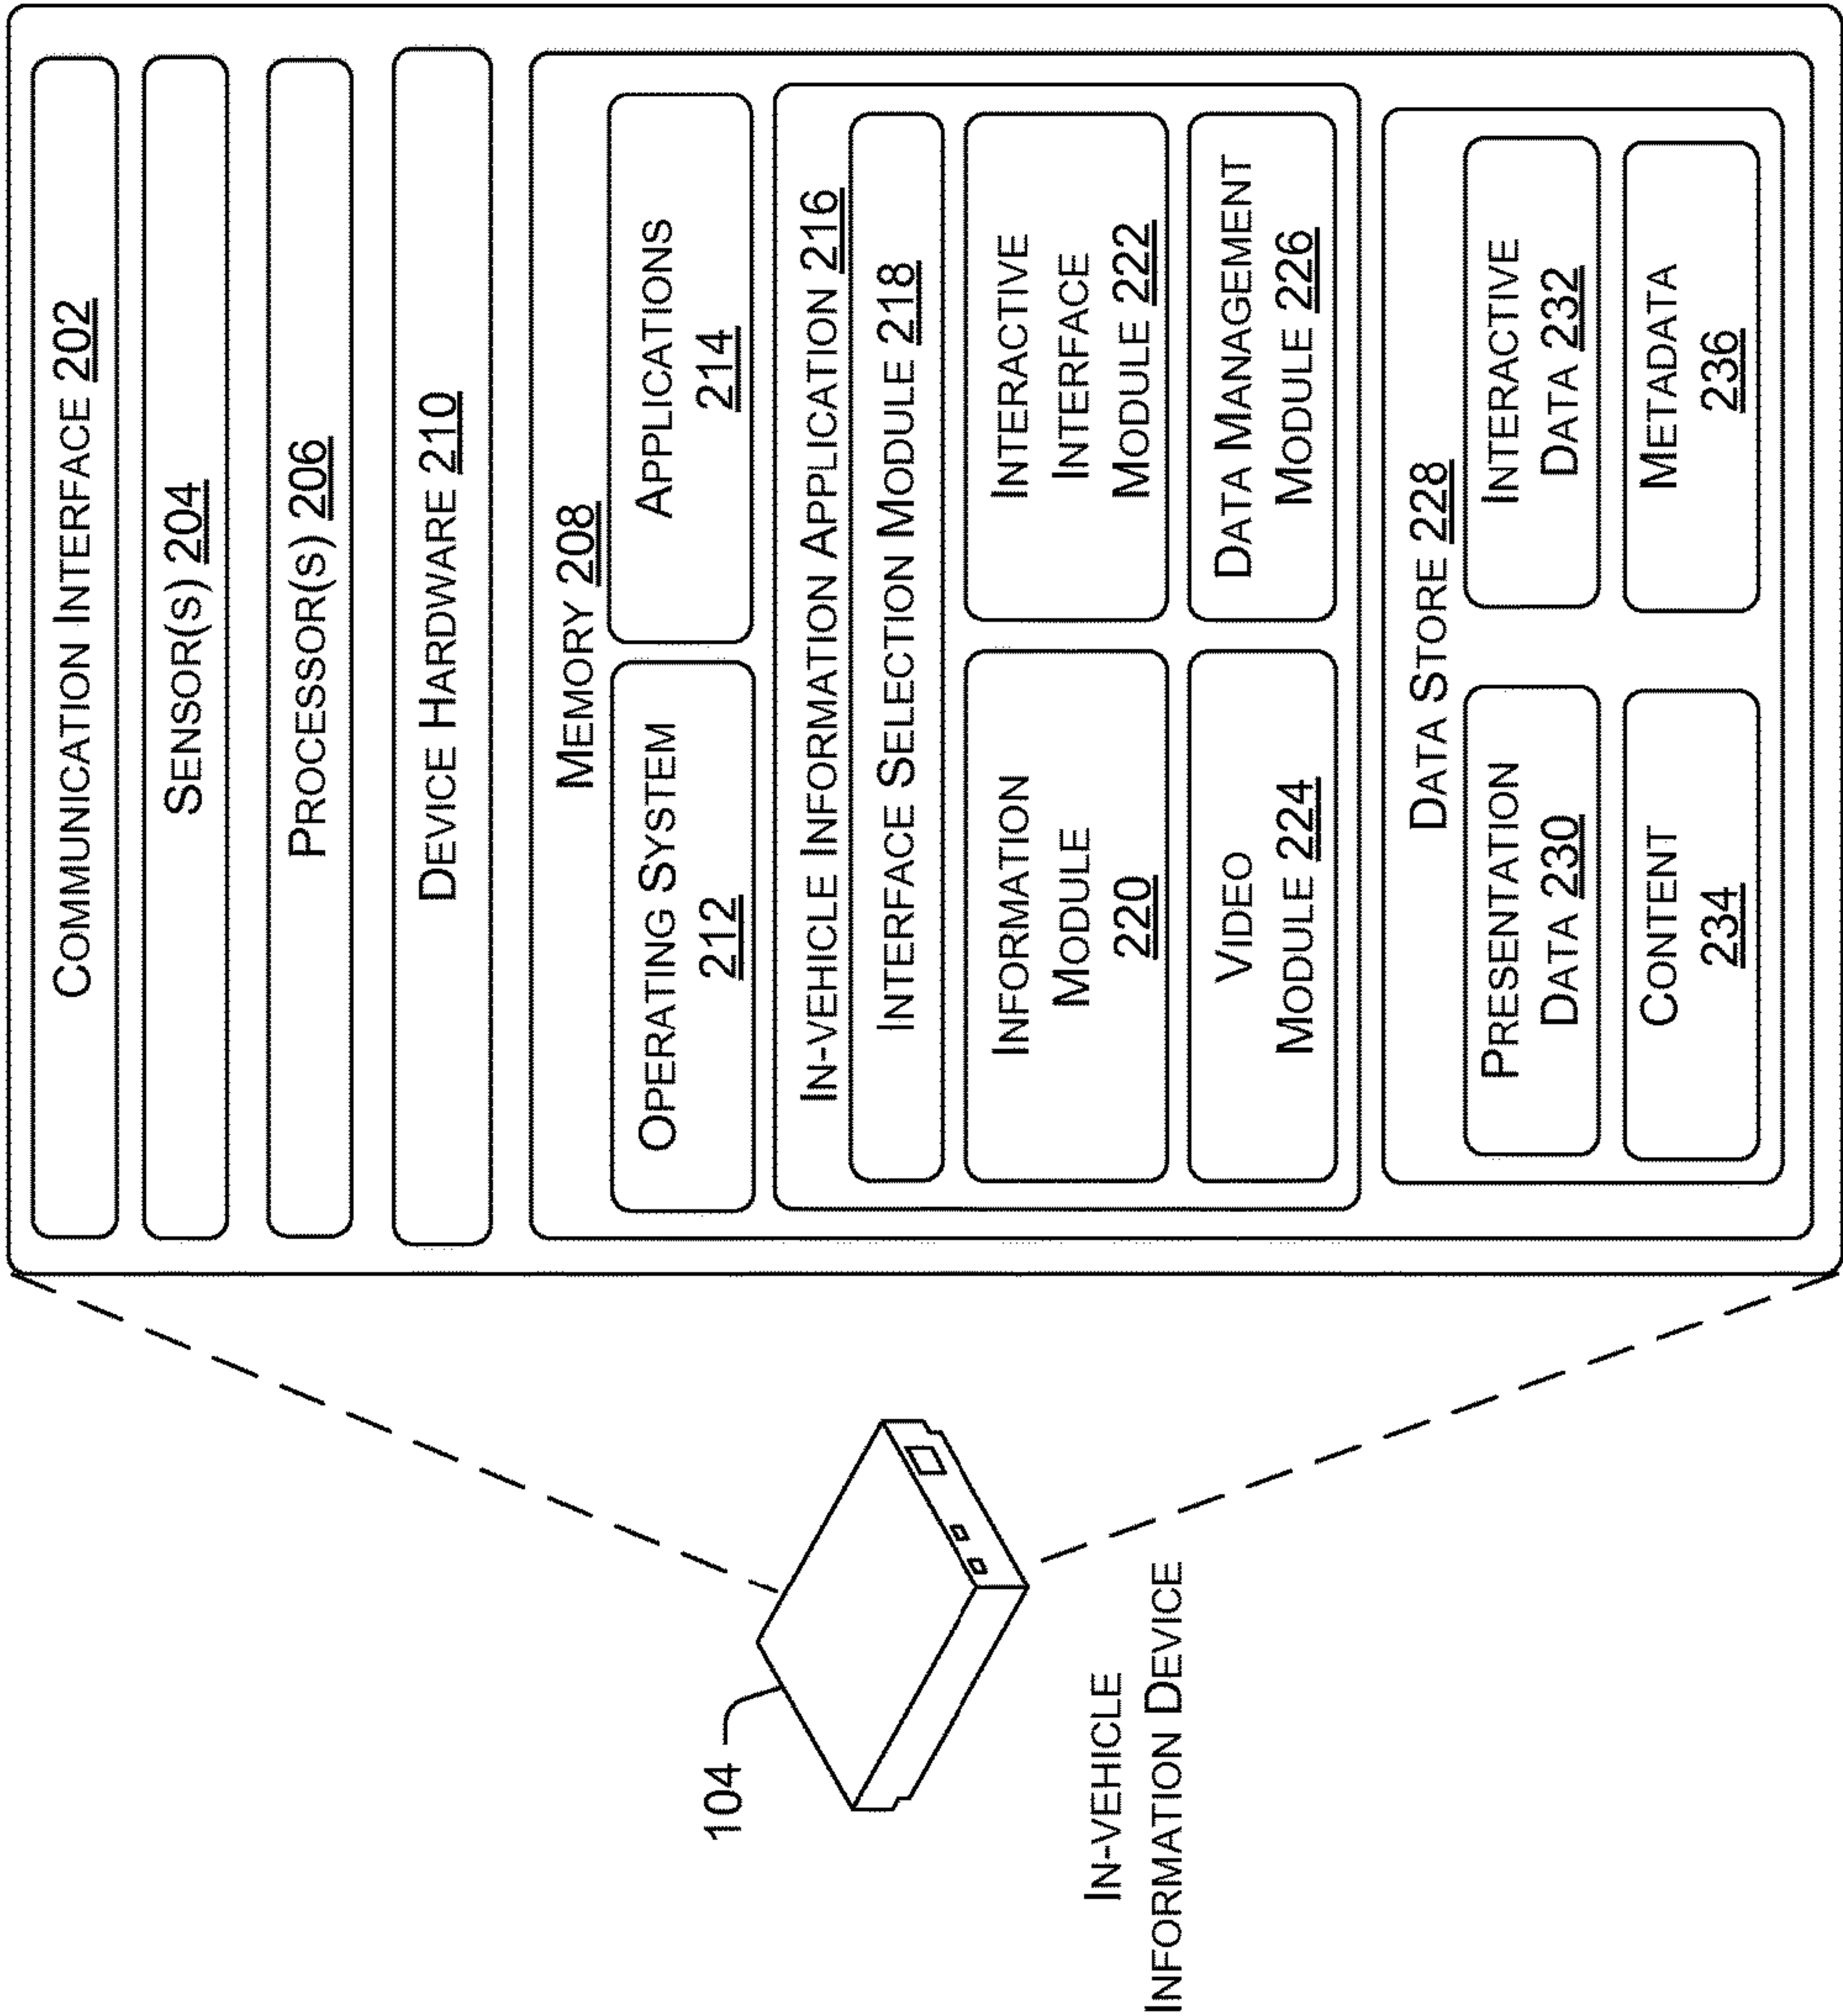 COMMUNICATION INTERFACE 202
SENSOR(S) 204
PROCESSOR(S) 206
DEVICE HARDWARE 210
MEMORY 208
OPERATING SYSTEM
212
APPLICATIONS
214
IN-VEHICLE INFORMATION APPLICATION 216
INTERFACE SELECTION MODULE 218
INFORMATION
MODULE
220
INTERACTIVE
INTERFACE
MODULE 222
VIDEO
MODULE 224
DATA MANAGEMENT
MODULE 226
DATA STORE 228
PRESENTATION
DATA 230
INTERACTIVE
DATA 232
CONTENT
234
METADATA
236
104
IN-VEHICLE
INFORMATION DEVICE